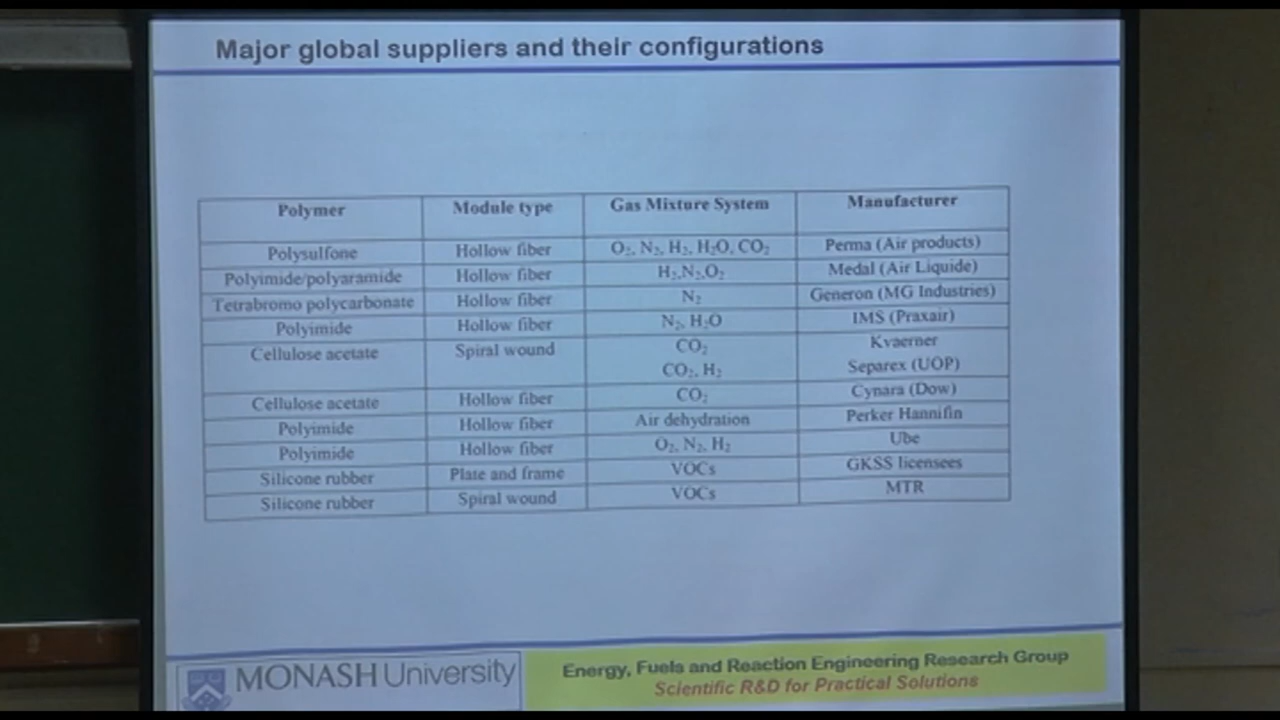 Major global suppliers and their configurations
Polymer Module type Gas Mixture System Manufacturer
Polysulfone Hollow fiber O₂, N₂, H₂, H₂O, CO₂ Perma (Air products)
Polyimide/polyaramide Hollow fiber H₂,N₂,O₂ Medal (Air Liquide)
Tetrabromo polycarbonate Hollow fiber N₂ Generon (MG Industries)
Polyimide Hollow fiber N₂, H₂O IMS (Praxair)
Cellulose acetate Spiral wound CO₂ Kvaerner
CO₂, H₂ Separex (UOP)
Cellulose acetate Hollow fiber CO₂ Cynara (Dow)
Polyimide Hollow fiber Air dehydration Perker Hannifin
Polyimide Hollow fiber O₂, N₂, H₂ Ube
Silicone rubber Plate and frame VOCs GKSS licensees
Silicone rubber Spiral wound VOCs MTR
MONASH University
Energy, Fuels and Reaction Engineering Research Group
Scientific R&D for Practical Solutions